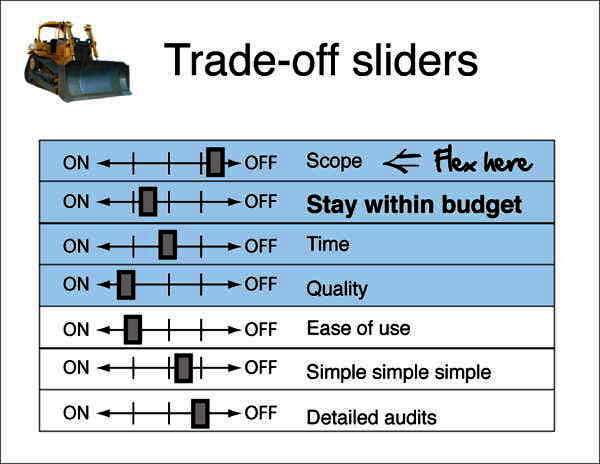 Trade-off sliders
ON OFF Scope Flex here
ON OFF Stay within budget
ON OFF Time
ON OFF Quality
ON OFF Ease of use
ON OFF Simple simple simple
ON OFF Detailed audits